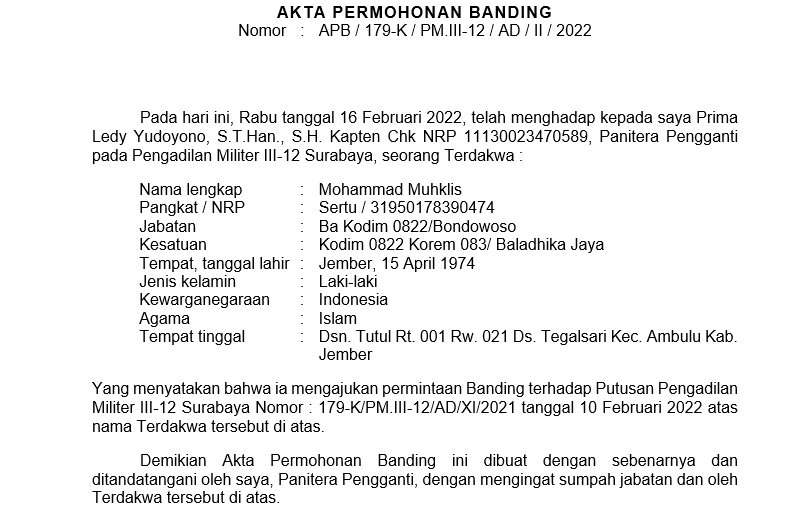 AKTA PERMOHONAN BANDING
Nomor : APB / 179-K / PM.III-12 / AD / II / 2022
Pada hari ini, Rabu tanggal 16 Februari 2022, telah menghadap kepada saya Prima
Ledy Yudoyono, S.T.Han., S.H. Kapten Chk NRP 11130023470589, Panitera Pengganti
pada Pengadilan Militer III-12 Surabaya, seorang Terdakwa :
Nama lengkap : Mohammad Muhklis
Pangkat / NRP : Sertu / 31950178390474
Jabatan : Ba Kodim 0822/Bondowoso
Kesatuan : Kodim 0822 Korem 083/ Baladhika Jaya
Tempat, tanggal lahir : Jember, 15 April 1974
Jenis kelamin : Laki-laki
Kewarganegaraan : Indonesia
Agama : Islam
Tempat tinggal : Dsn. Tutul Rt. 001 Rw. 021 Ds. Tegalsari Kec. Ambulu Kab.
Jember
Yang menyatakan bahwa ia mengajukan permintaan Banding terhadap Putusan Pengadilan
Militer III-12 Surabaya Nomor : 179-K/PM.III-12/AD/XI/2021 tanggal 10 Februari 2022 atas
nama Terdakwa tersebut di atas.
Demikian Akta Permohonan Banding ini dibuat dengan sebenarnya dan
ditandatangani oleh saya, Panitera Pengganti, dengan mengingat sumpah jabatan dan oleh
Terdakwa tersebut di atas.